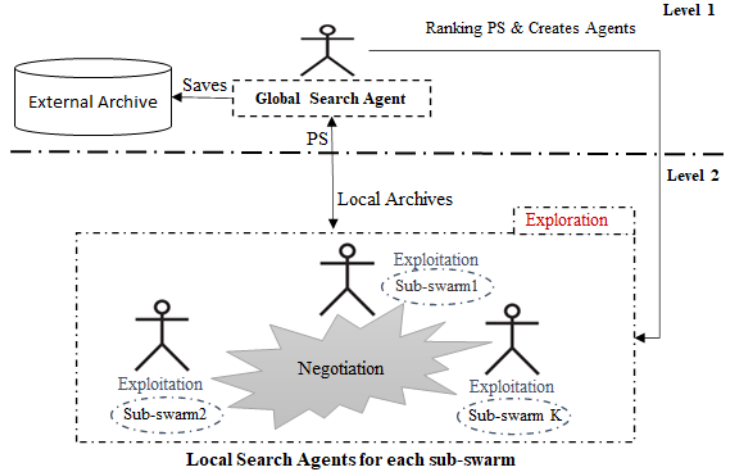 Level 1
Ranking PS & Creates Agents
Saves
External Archive
Global Search Agent
PS
Level 2
Local Archives
Exploration
Exploitation
Sub-swarm1
Negotiation
Exploitation
Sub-swarm2
Exploitation
Sub-swarm K
Local Search Agents for each sub-swarm